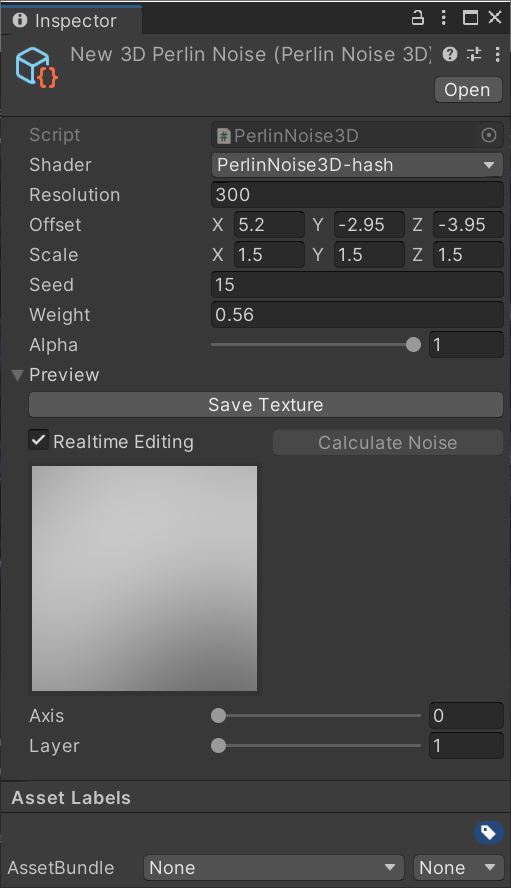 Inspector
New 3D Perlin Noise (Perlin Noise 3D)
Open
Script PerlinNoise3D
Shader PerlinNoise3D-hash
Resolution 300
Offset X 5.2 Y -2.95 Z -3.95
Scale X 1.5 Y 1.5 Z 1.5
Seed 15
Weight 0.56
Alpha 1
Preview
Save Texture
Realtime Editing Calculate Noise
Axis 0
Layer 1
Asset Labels
AssetBundle None None